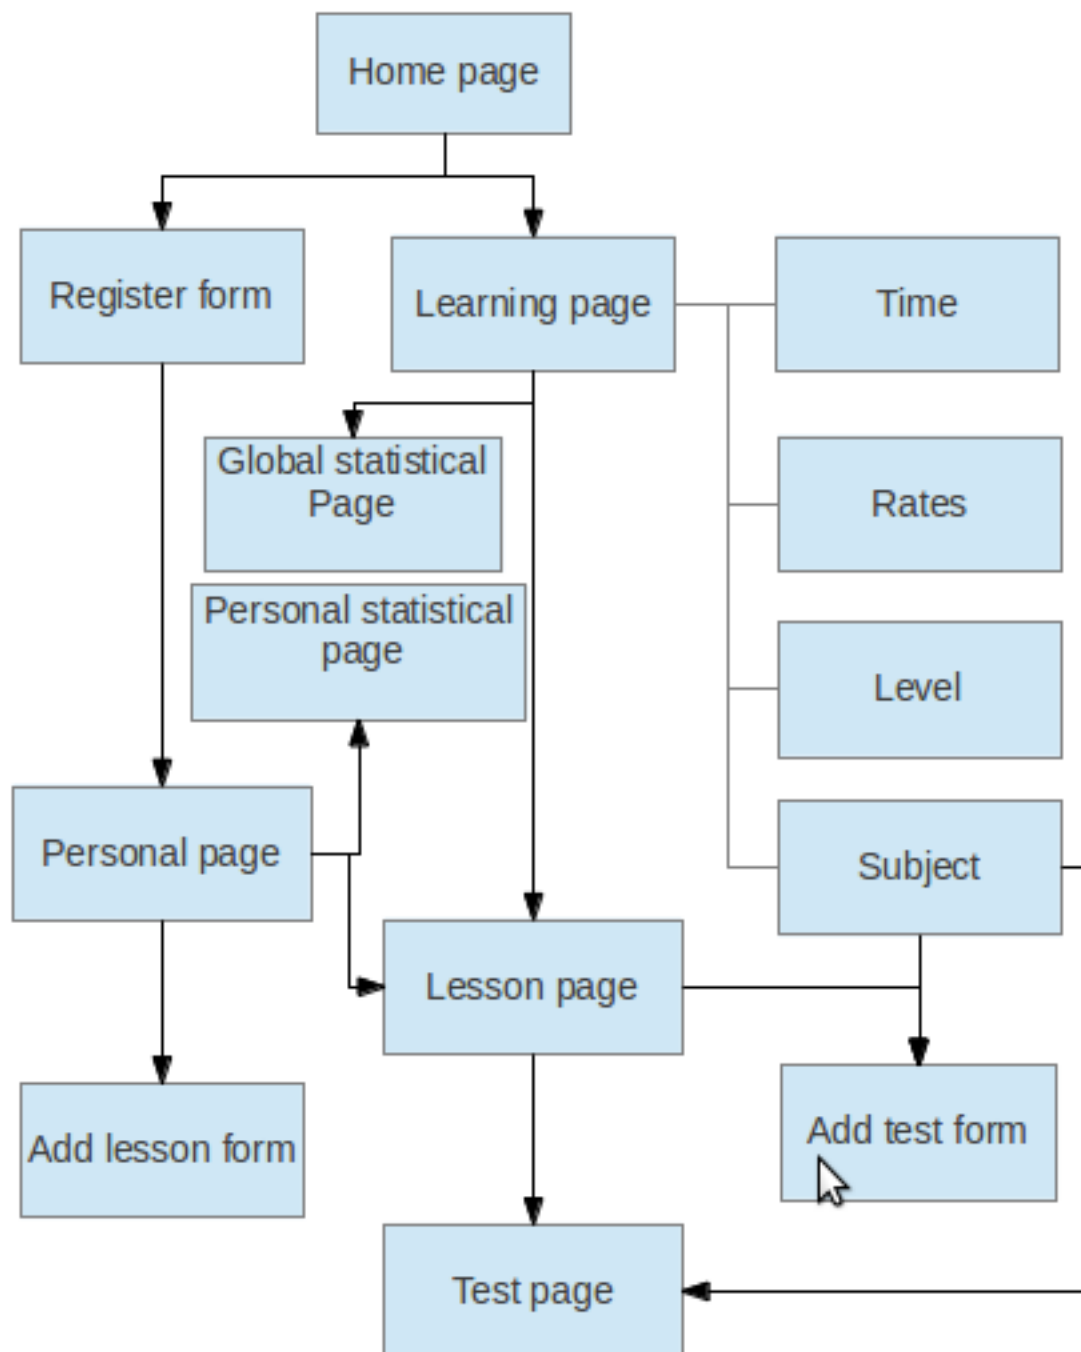 Home page
Register form
Learning page
Time
Global statistical
Page
Rates
Personal statistical
page
Level
Personal page
Subject
Lesson page
Add lesson form
Add test form
Test page